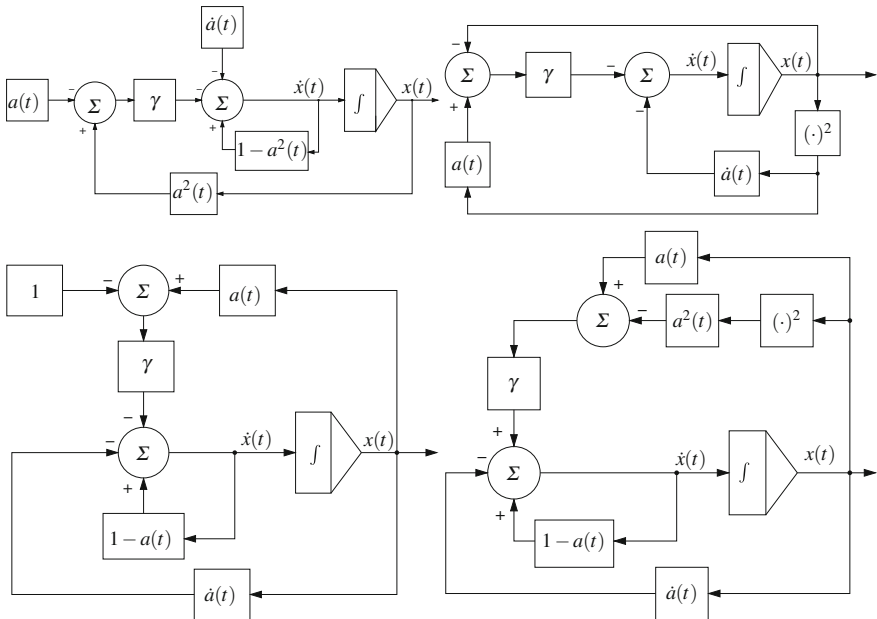 ȧ(t)
a(t)
−
Σ
+
γ
−
−
Σ
+
ẋ(t)
∫
x(t)
1 − a²(t)
a²(t)
−
Σ
+
γ
−
Σ
−
ẋ(t)
∫
x(t)
(·)²
a(t)
ȧ(t)
1
−
Σ
+
a(t)
γ
−
−
Σ
+
ẋ(t)
∫
x(t)
1 − a(t)
ȧ(t)
a(t)
+
Σ
−
a²(t)
(·)²
γ
+
−
Σ
+
ẋ(t)
∫
x(t)
1 − a(t)
ȧ(t)